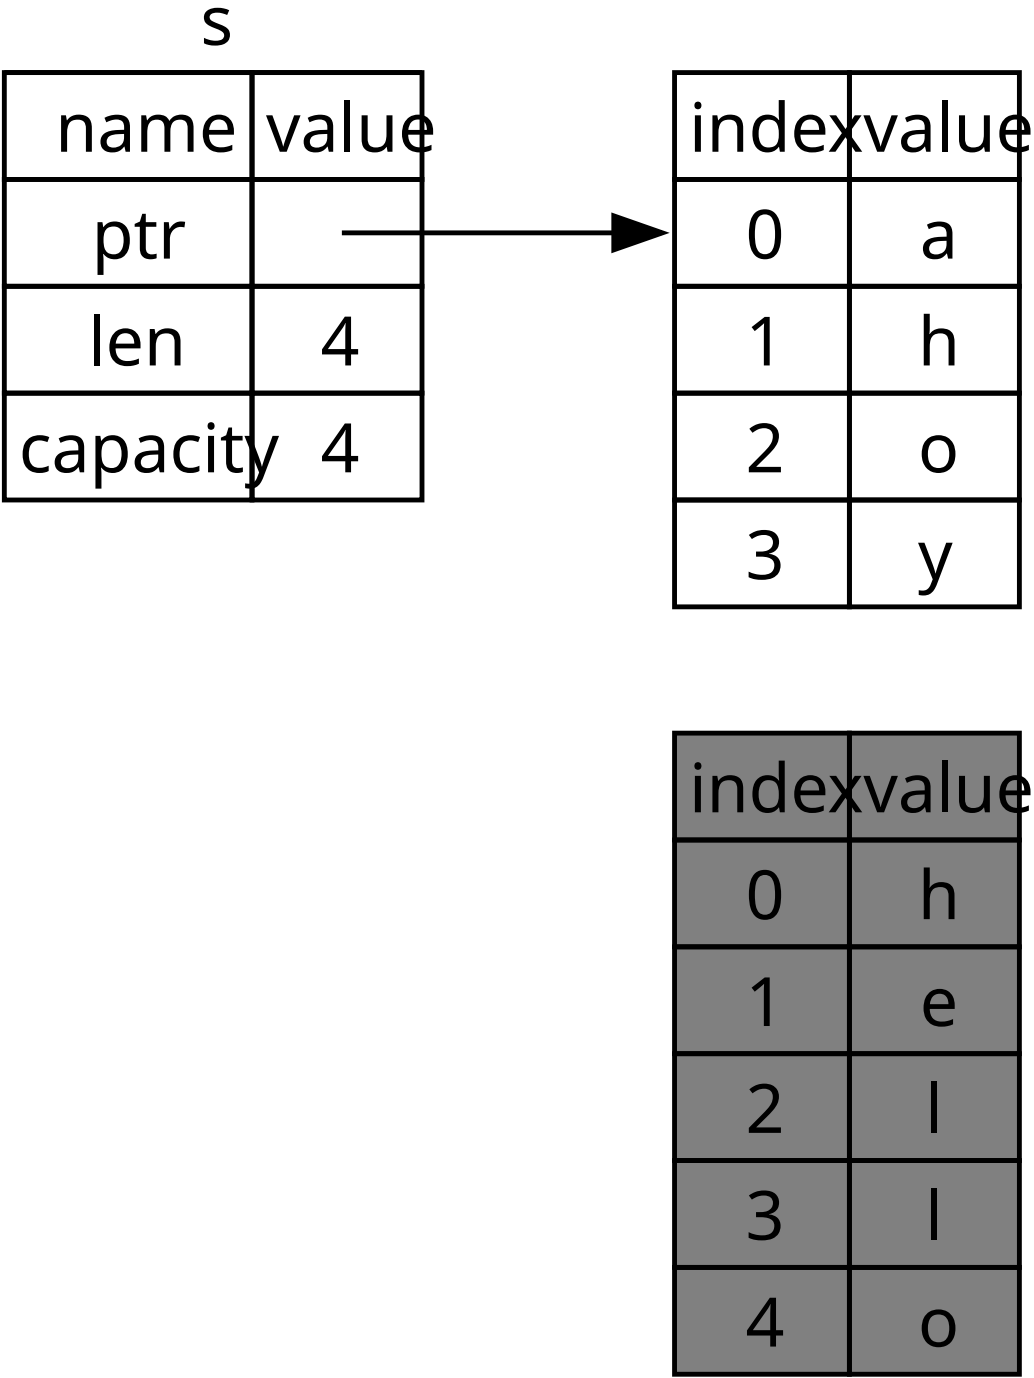 s
name value
ptr
len 4
capacity 4
index value
0 a
1 h
2 o
3 y
index value
0 h
1 e
2 l
3 l
4 o